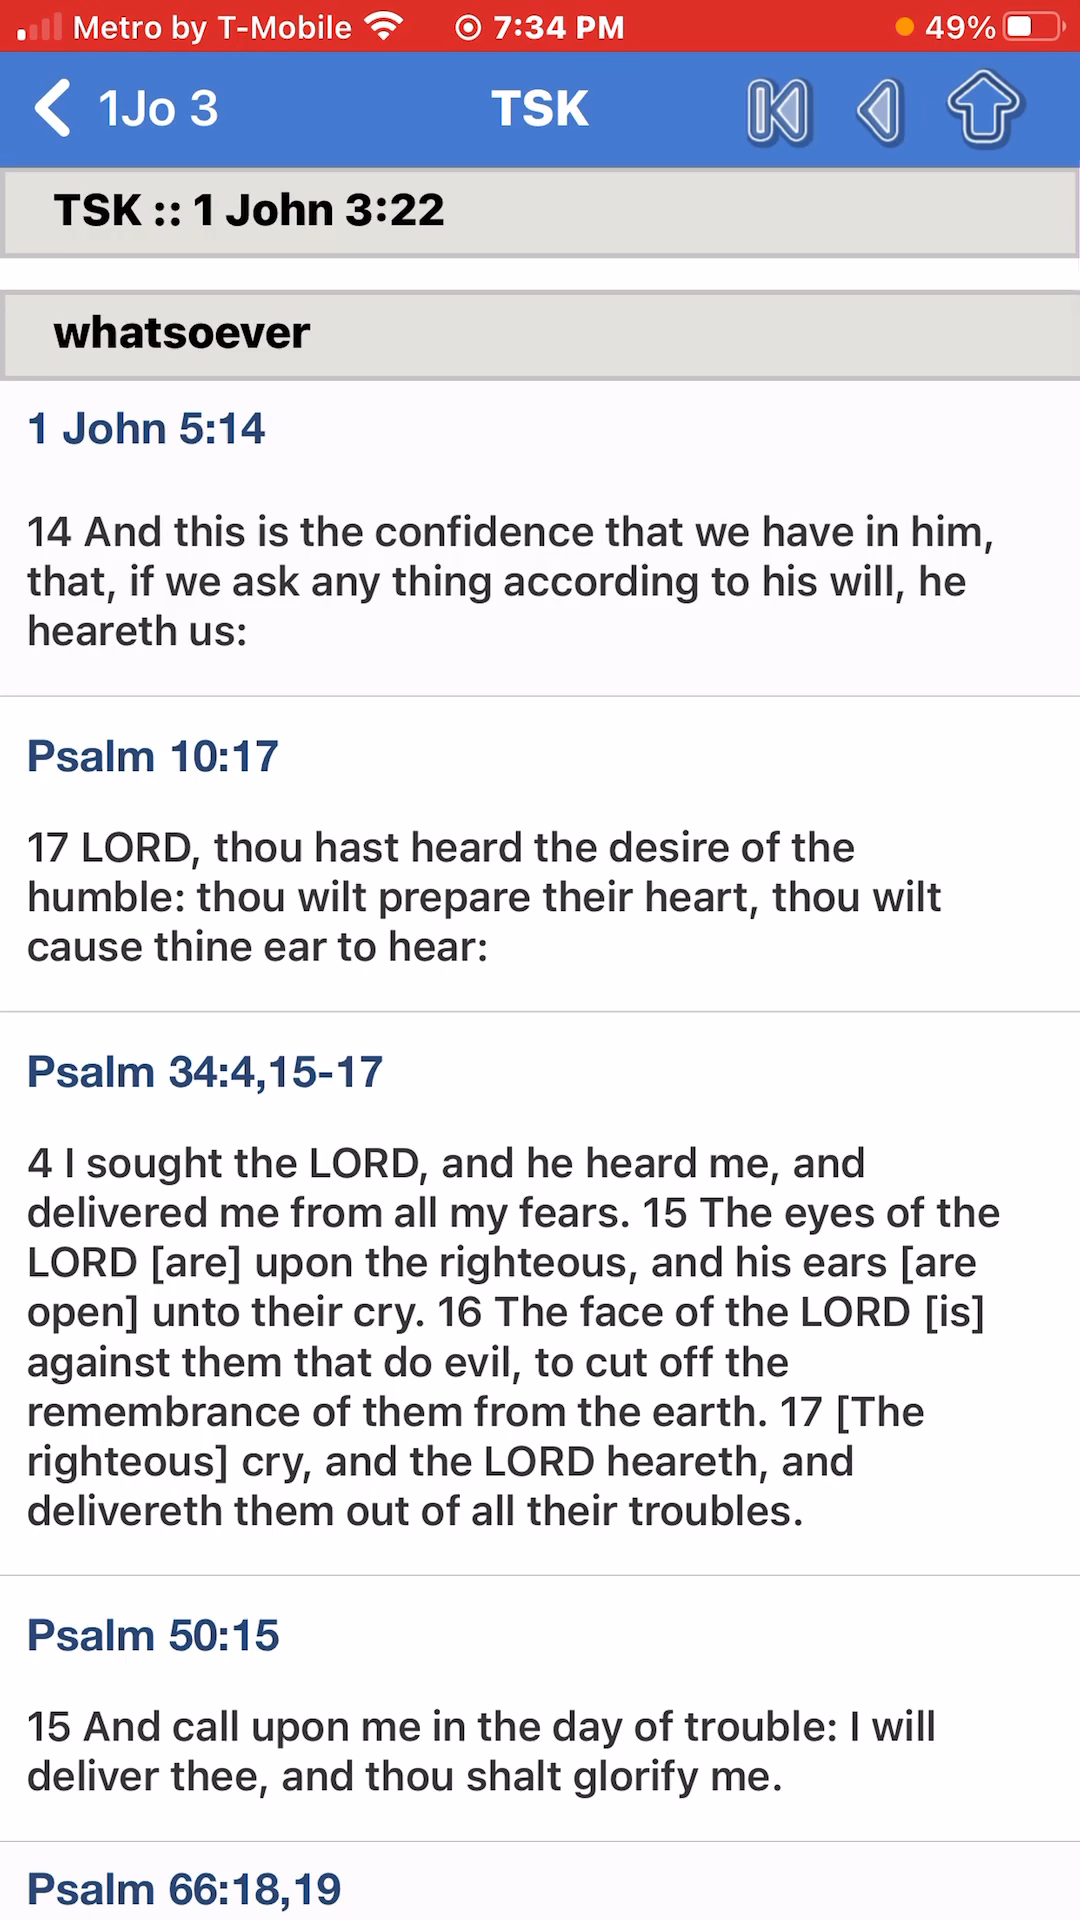 Metro by T-Mobile 7:34 PM 49%
1Jo 3 TSK
TSK :: 1 John 3:22
whatsoever
1 John 5:14
14 And this is the confidence that we have in him,
that, if we ask any thing according to his will, he
heareth us:
Psalm 10:17
17 LORD, thou hast heard the desire of the
humble: thou wilt prepare their heart, thou wilt
cause thine ear to hear:
Psalm 34:4,15-17
4 I sought the LORD, and he heard me, and
delivered me from all my fears. 15 The eyes of the
LORD [are] upon the righteous, and his ears [are
open] unto their cry. 16 The face of the LORD [is]
against them that do evil, to cut off the
remembrance of them from the earth. 17 [The
righteous] cry, and the LORD heareth, and
delivereth them out of all their troubles.
Psalm 50:15
15 And call upon me in the day of trouble: I will
deliver thee, and thou shalt glorify me.
Psalm 66:18,19